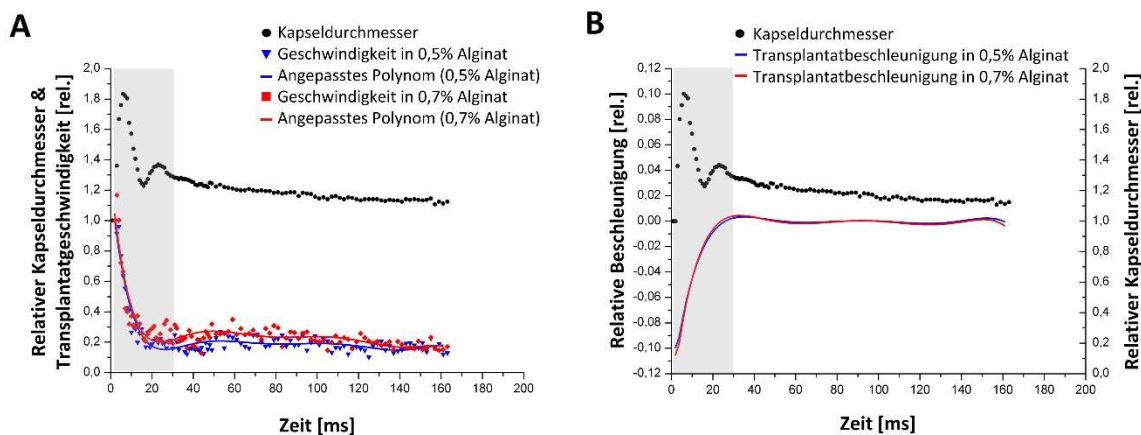 A
Kapseldurchmesser
Geschwindigkeit in 0,5% Alginat
Angepasstes Polynom (0,5% Alginat)
Geschwindigkeit in 0,7% Alginat
Angepasstes Polynom (0,7% Alginat)
Relativer Kapseldurchmesser &
Transplantatgeschwindigkeit [rel.]
2,0
1,8
1,6
1,4
1,2
1,0
0,8
0,6
0,4
0,2
0,0
0 20 40 60 80 100 120 140 160 180 200
Zeit [ms]
B
Kapseldurchmesser
Transplantatbeschleunigung in 0,5% Alginat
Transplantatbeschleunigung in 0,7% Alginat
Relative Beschleunigung [rel.]
0,12
0,10
0,08
0,06
0,04
0,02
0,00
-0,02
-0,04
-0,06
-0,08
-0,10
-0,12
0 20 40 60 80 100 120 140 160 180 200
Zeit [ms]
2,0
1,8
1,6
1,4
1,2
1,0
0,8
0,6
0,4
0,2
0,0
Relativer Kapseldurchmesser [rel.]